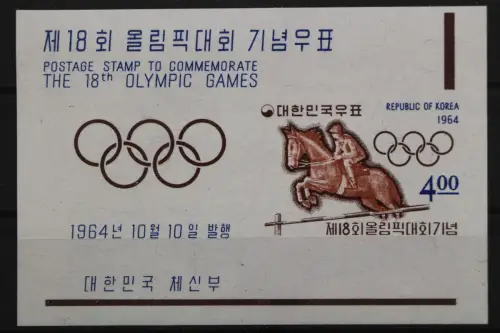 제18회 올림픽대회 기념우표
POSTAGE STAMP TO COMMEMORATE
THE 18th OLYMPIC GAMES
대한민국우표
REPUBLIC OF KOREA
1964
4.00
제18회올림픽대회기념
1964년 10월 10일 발행
대한민국 체신부